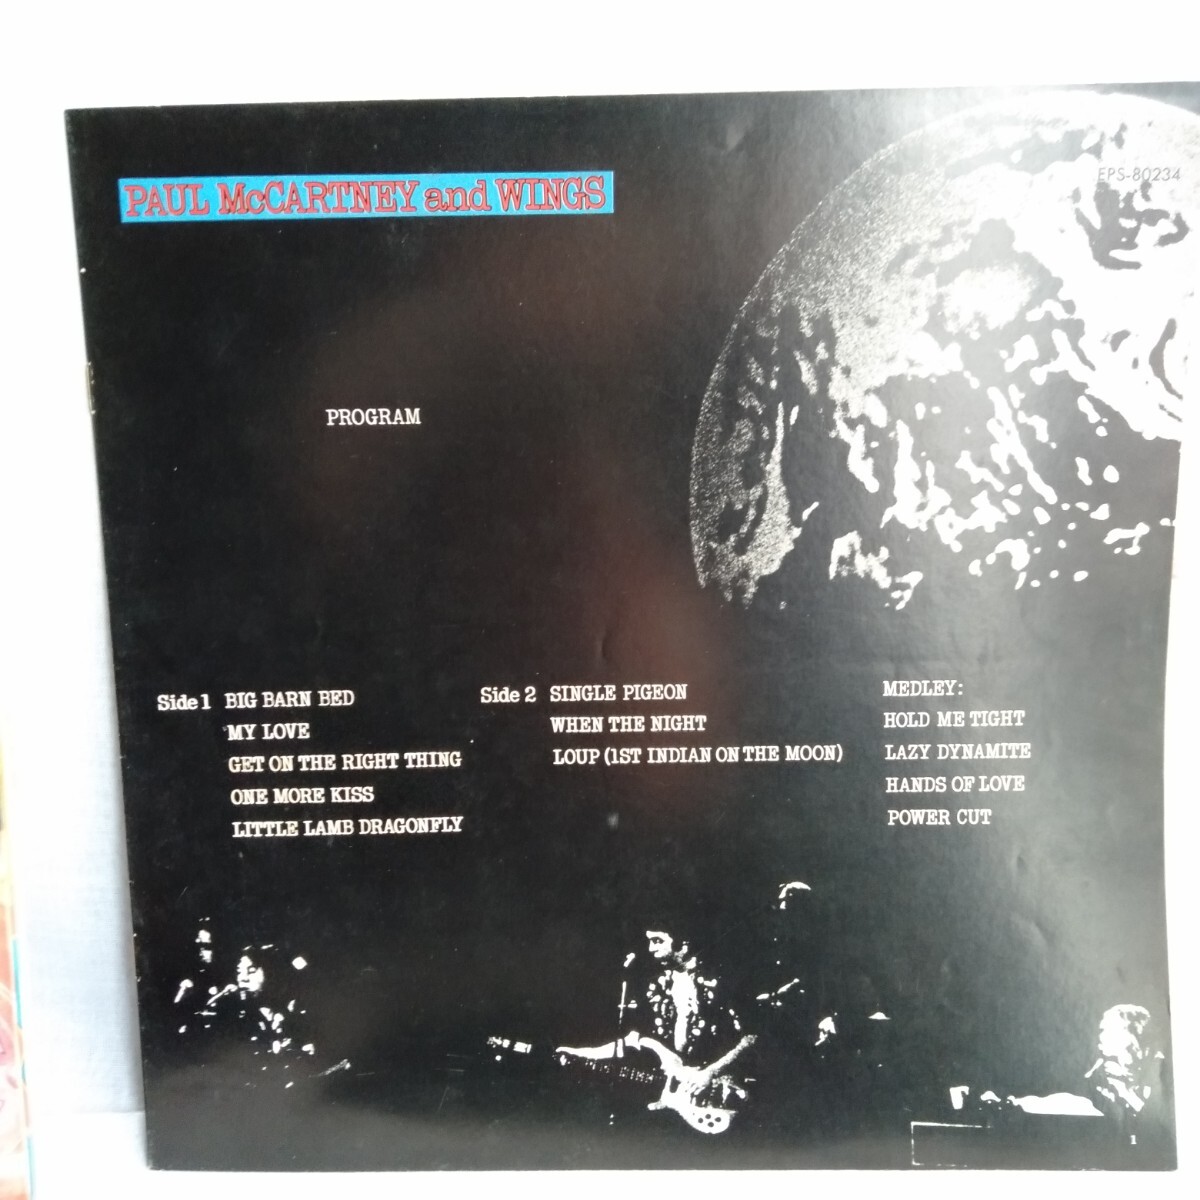 PAUL McCARTNEY and WINGS
EPS-80234
PROGRAM
Side 1 BIG BARN BED
MY LOVE
GET ON THE RIGHT THING
ONE MORE KISS
LITTLE LAMB DRAGONFLY
Side 2 SINGLE PIGEON
WHEN THE NIGHT
LOUP (1ST INDIAN ON THE MOON)
MEDLEY:
HOLD ME TIGHT
LAZY DYNAMITE
HANDS OF LOVE
POWER CUT
1